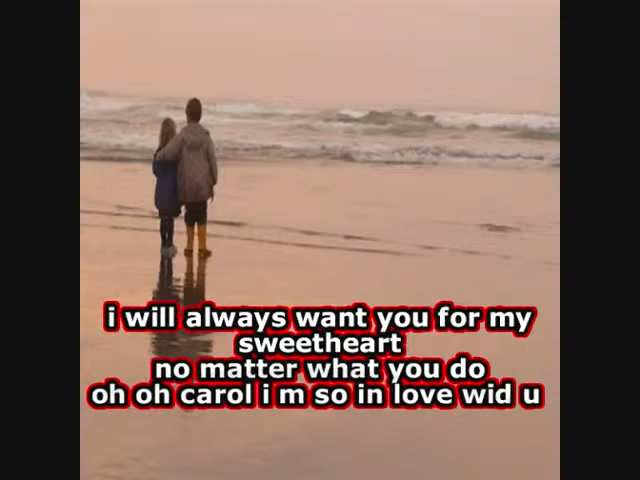 i will always want you for my
sweetheart
no matter what you do
oh oh carol i m so in love wid u